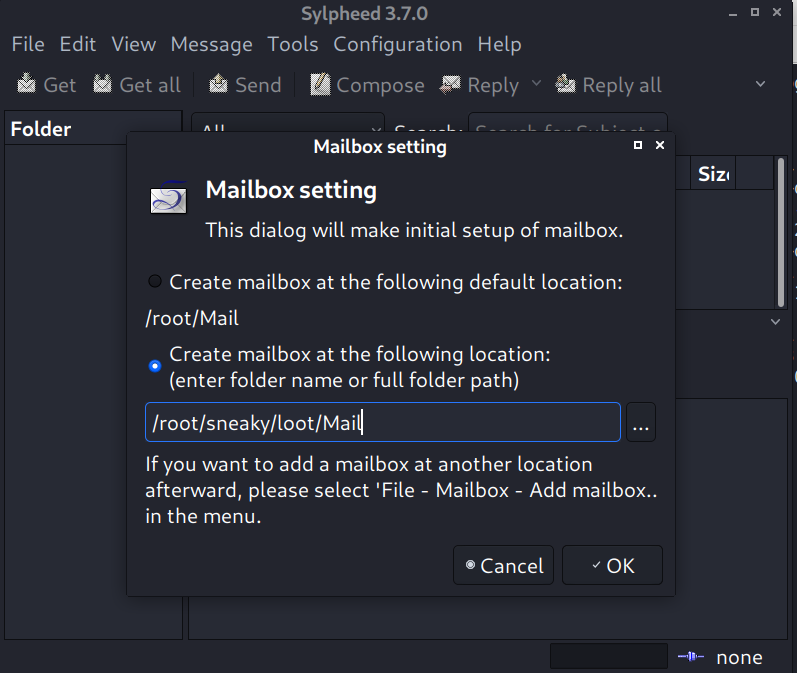 Sylpheed 3.7.0
File Edit View Message Tools Configuration Help
Get Get all Send Compose Reply Reply all
Folder
All Search: Search for Subject o
Size
Mailbox setting
Mailbox setting
This dialog will make initial setup of mailbox.
Create mailbox at the following default location:
/root/Mail
Create mailbox at the following location:
(enter folder name or full folder path)
/root/sneaky/loot/Mail
...
If you want to add a mailbox at another location
afterward, please select 'File - Mailbox - Add mailbox..
in the menu.
Cancel OK
none